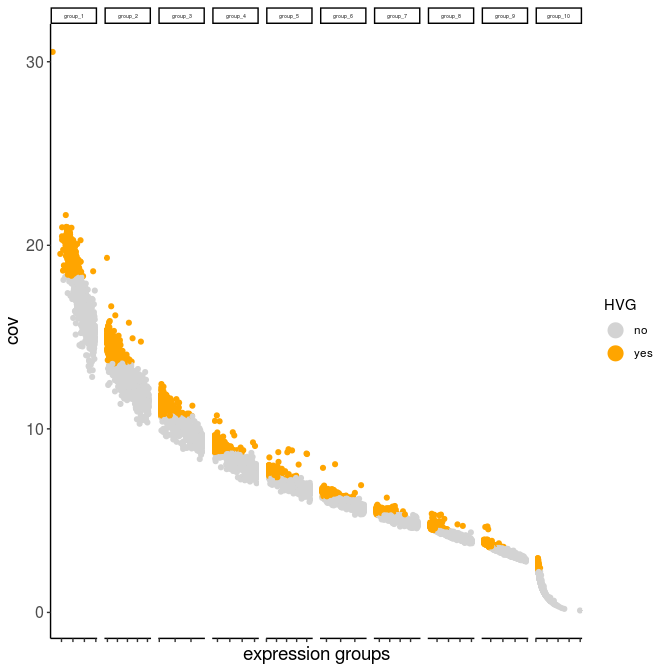 group_1 group_2 group_3 group_4 group_5 group_6 group_7 group_8 group_9 group_10
30
20
10
0
cov
expression groups
HVG
no
yes